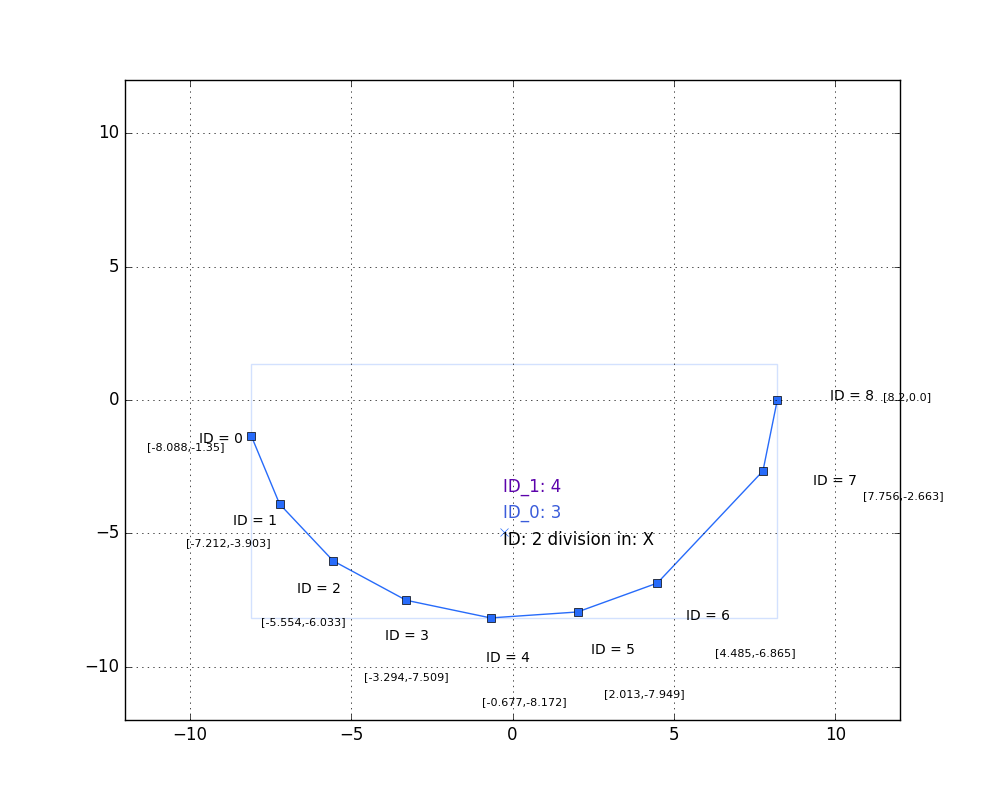 10
5
0
−5
−10
ID = 8 [8.2,0.0]
ID = 0
[-8.088,-1.35]
ID = 7
[7.756,-2.663]
ID_1: 4
ID_0: 3
ID: 2 division in: X
ID = 1
[-7.212,-3.903]
ID = 2
[-5.554,-6.033]
ID = 6
[4.485,-6.865]
ID = 3
[-3.294,-7.509]
ID = 5
[2.013,-7.949]
ID = 4
[-0.677,-8.172]
−10 −5 0 5 10